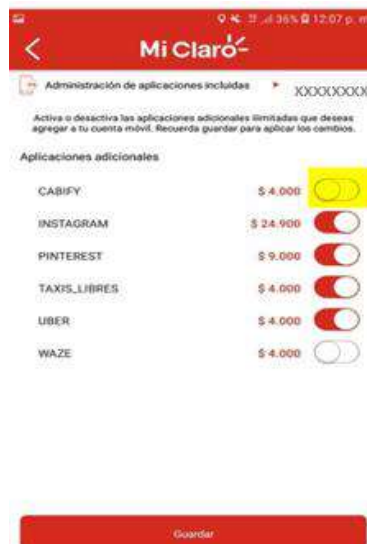 36% 12:07 p. m
Mi Claro
Administración de aplicaciones incluidas XXXXXXXX
Activa o desactiva las aplicaciones adicionales ilimitadas que deseas
agregar a tu cuenta móvil. Recuerda guardar para aplicar los cambios.
Aplicaciones adicionales
CABIFY $ 4.000
INSTAGRAM $ 24.900
PINTEREST $ 9.000
TAXIS_LIBRES $ 4.000
UBER $ 4.000
WAZE $ 4.000
Guardar